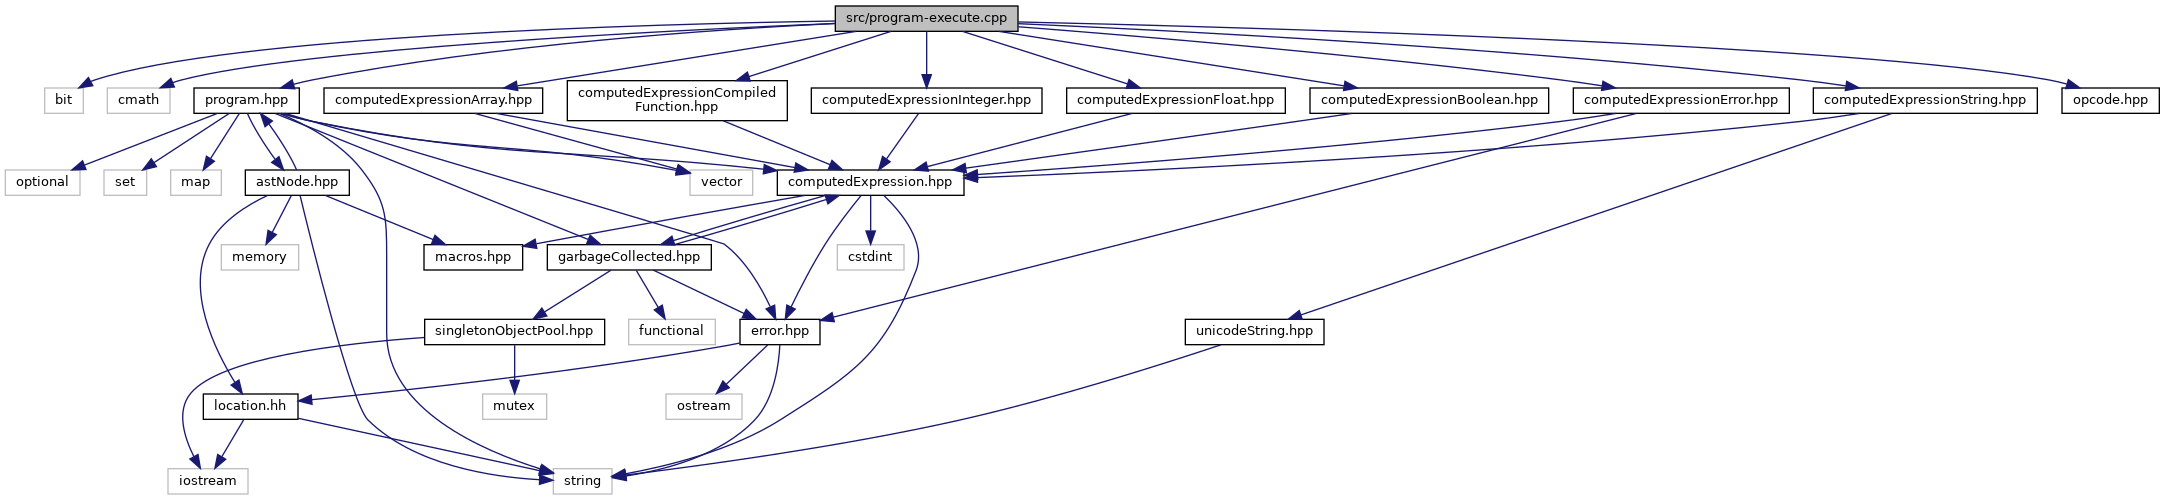 src/program-execute.cpp
bit
cmath
program.hpp
computedExpressionArray.hpp
computedExpressionCompiled
Function.hpp
computedExpressionInteger.hpp
computedExpressionFloat.hpp
computedExpressionBoolean.hpp
computedExpressionError.hpp
computedExpressionString.hpp
opcode.hpp
optional
set
map
astNode.hpp
vector
computedExpression.hpp
memory
macros.hpp
garbageCollected.hpp
cstdint
singletonObjectPool.hpp
functional
error.hpp
unicodeString.hpp
location.hh
mutex
ostream
iostream
string